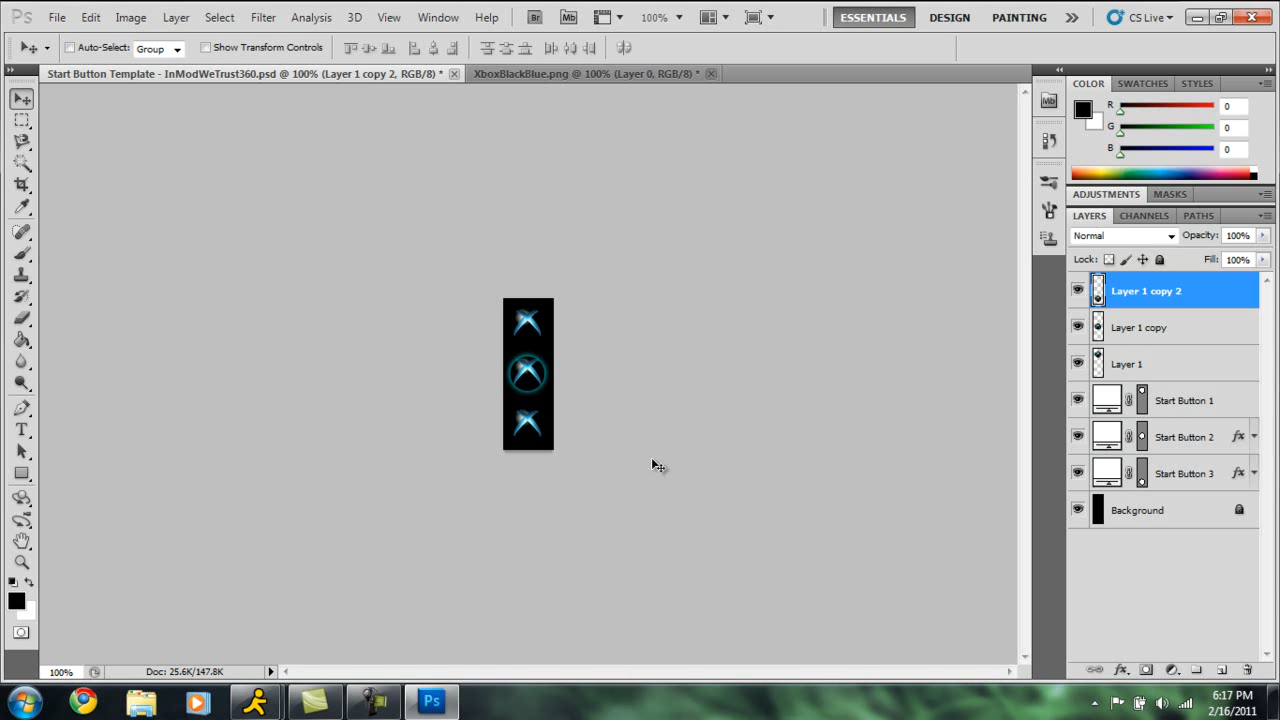 Ps File Edit Image Layer Select Filter Analysis 3D View Window Help Br Mb 100% ESSENTIALS DESIGN PAINTING CS Live
Auto-Select: Group Show Transform Controls
Start Button Template - InModWeTrust360.psd @ 100% (Layer 1 copy 2, RGB/8) * XboxBlackBlue.png @ 100% (Layer 0, RGB/8) *
COLOR SWATCHES STYLES
Mb
R 0
G 0
B 0
ADJUSTMENTS MASKS
LAYERS CHANNELS PATHS
Normal Opacity: 100%
Lock: Fill: 100%
Layer 1 copy 2
Layer 1 copy
Layer 1
Start Button 1
Start Button 2 fx
Start Button 3 fx
Background
T
100% Doc: 25.6K/147.8K
fx
Ps
6:17 PM
2/16/2011